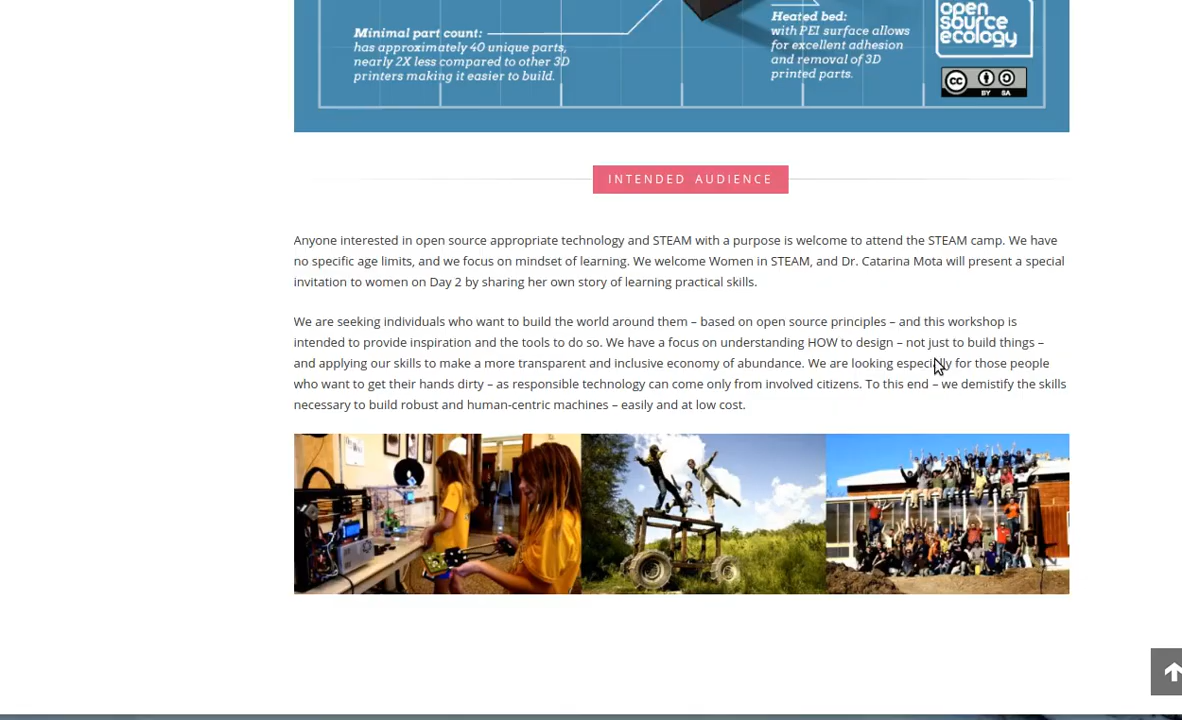 Minimal part count:
has approximately 40 unique parts,
nearly 2X less compared to other 3D
printers making it easier to build.
Heated bed:
with PEI surface allows
for excellent adhesion
and removal of 3D
printed parts.
open
source
ecology
cc
BY SA
INTENDED AUDIENCE
Anyone interested in open source appropriate technology and STEAM with a purpose is welcome to attend the STEAM camp. We have
no specific age limits, and we focus on mindset of learning. We welcome Women in STEAM, and Dr. Catarina Mota will present a special
invitation to women on Day 2 by sharing her own story of learning practical skills.
We are seeking individuals who want to build the world around them – based on open source principles – and this workshop is
intended to provide inspiration and the tools to do so. We have a focus on understanding HOW to design – not just to build things –
and applying our skills to make a more transparent and inclusive economy of abundance. We are looking especially for those people
who want to get their hands dirty – as responsible technology can come only from involved citizens. To this end – we demistify the skills
necessary to build robust and human-centric machines – easily and at low cost.